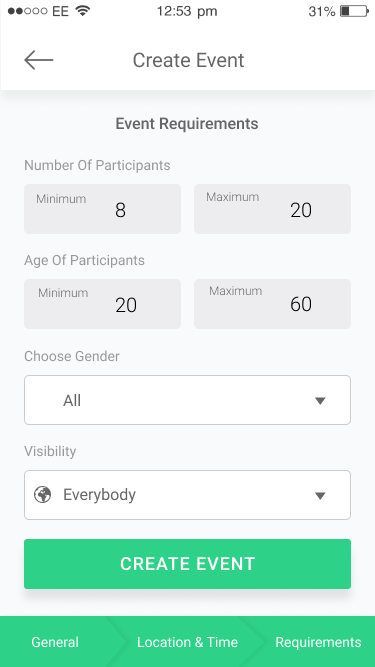 EE 12:53 pm 31%
Create Event
Event Requirements
Number Of Participants
Minimum 8 Maximum 20
Age Of Participants
Minimum 20 Maximum 60
Choose Gender
All
Visibility
Everybody
CREATE EVENT
General Location & Time Requirements